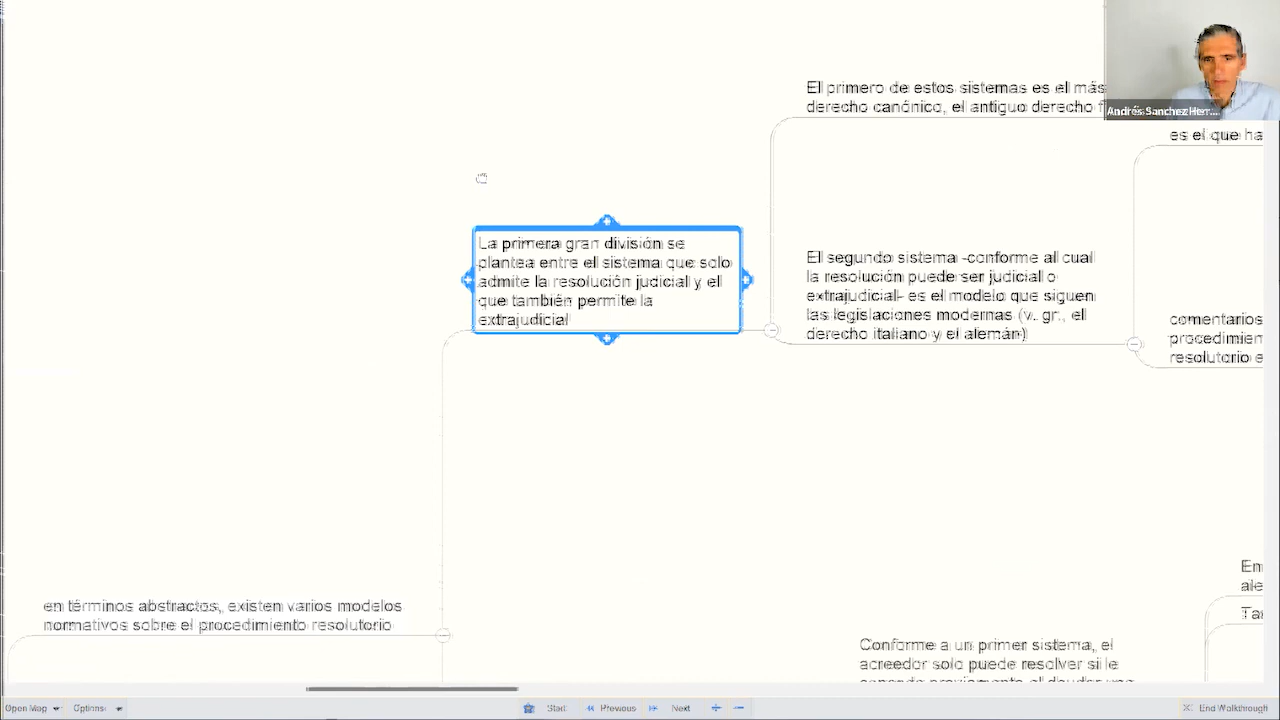 El primero de estos sistemas es el más
derecho canónico, el antiguo derecho f
Andrés Sanchez Her...
es el que ha
La primera gran división se
plantea entre el sistema que solo
admite la resolución judicial y el
que también permite la
extrajudicial
El segundo sistema -conforme al cual
la resolución puede ser judicial o
extrajudicial- es el modelo que siguen
las legislaciones modernas (v. gr., el
derecho italiano y el alemán)
comentarios
procedimien
resolutorio e
en términos abstractos, existen varios modelos
normativos sobre el procedimiento resolutorio
En
ale
Tar
Conforme a un primer sistema, el
acreedor solo puede resolver si le
Open Map
Options
Start
Previous
Next
End Walkthrough